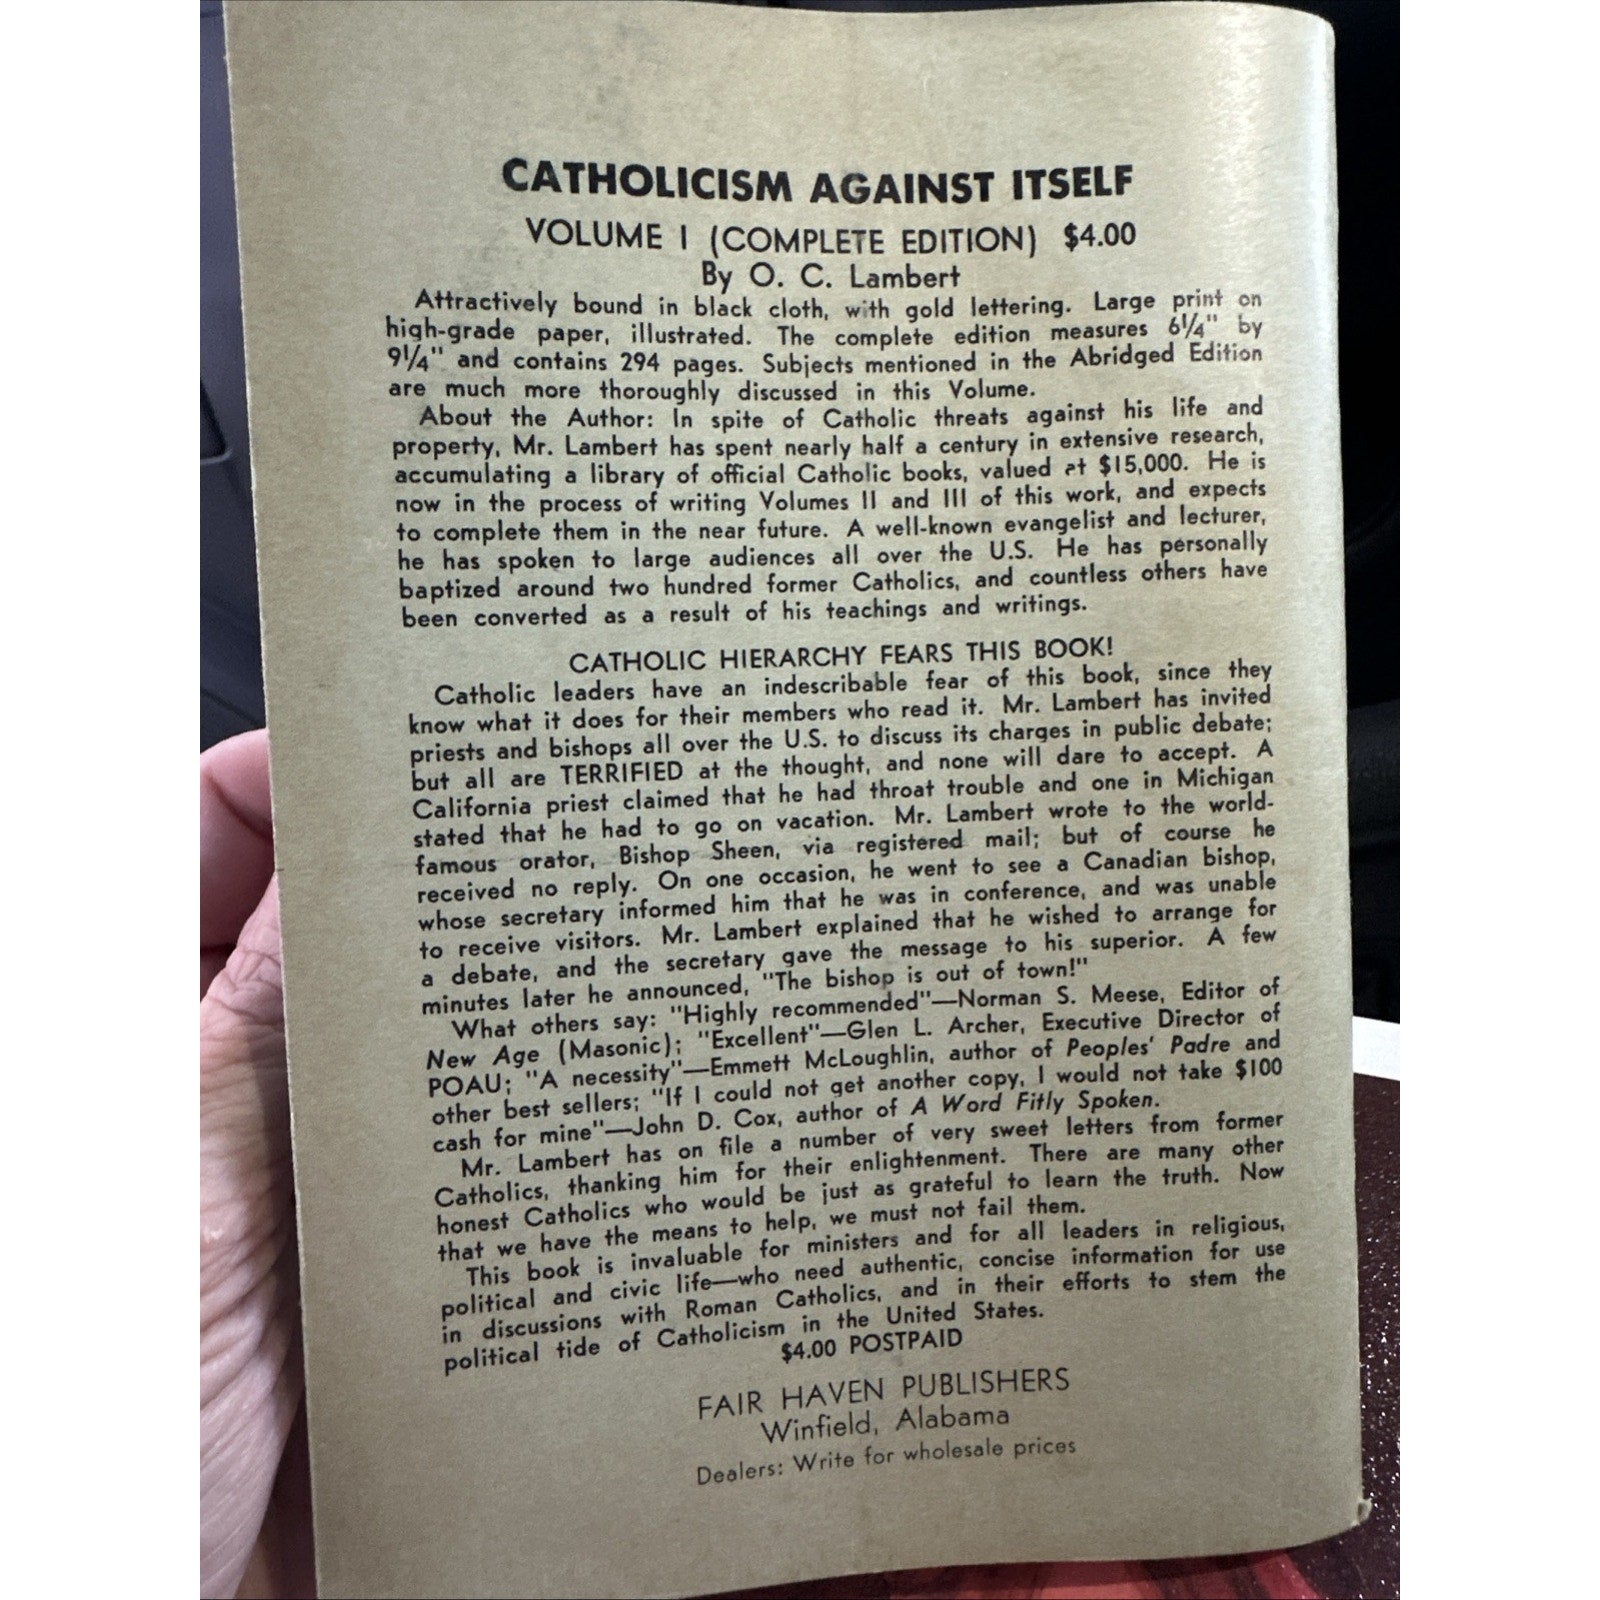 CATHOLICISM AGAINST ITSELF
VOLUME I (COMPLETE EDITION) $4.00
By O. C. Lambert
Attractively bound in black cloth, with gold lettering. Large print on
high-grade paper, illustrated. The complete edition measures 6¼" by
9¼" and contains 294 pages. Subjects mentioned in the Abridged Edition
are much more thoroughly discussed in this Volume.
About the Author: In spite of Catholic threats against his life and
property, Mr. Lambert has spent nearly half a century in extensive research,
accumulating a library of official Catholic books, valued at $15,000. He is
now in the process of writing Volumes II and III of this work, and expects
to complete them in the near future. A well-known evangelist and lecturer,
he has spoken to large audiences all over the U.S. He has personally
baptized around two hundred former Catholics, and countless others have
been converted as a result of his teachings and writings.
CATHOLIC HIERARCHY FEARS THIS BOOK!
Catholic leaders have an indescribable fear of this book, since they
know what it does for their members who read it. Mr. Lambert has invited
priests and bishops all over the U.S. to discuss its charges in public debate;
but all are TERRIFIED at the thought, and none will dare to accept. A
California priest claimed that he had throat trouble and one in Michigan
stated that he had to go on vacation. Mr. Lambert wrote to the world-
famous orator, Bishop Sheen, via registered mail; but of course he
received no reply. On one occasion, he went to see a Canadian bishop,
whose secretary informed him that he was in conference, and was unable
to receive visitors. Mr. Lambert explained that he wished to arrange for
a debate, and the secretary gave the message to his superior. A few
minutes later he announced, "The bishop is out of town!"
What others say: "Highly recommended"—Norman S. Meese, Editor of
New Age (Masonic); "Excellent"—Glen L. Archer, Executive Director of
POAU; "A necessity"—Emmett McLoughlin, author of Peoples' Padre and
other best sellers; "If I could not get another copy, I would not take $100
cash for mine"—John D. Cox, author of A Word Fitly Spoken.
Mr. Lambert has on file a number of very sweet letters from former
Catholics, thanking him for their enlightenment. There are many other
honest Catholics who would be just as grateful to learn the truth. Now
that we have the means to help, we must not fail them.
This book is invaluable for ministers and for all leaders in religious,
political and civic life—who need authentic, concise information for use
in discussions with Roman Catholics, and in their efforts to stem the
political tide of Catholicism in the United States.
$4.00 POSTPAID
FAIR HAVEN PUBLISHERS
Winfield, Alabama
Dealers: Write for wholesale prices